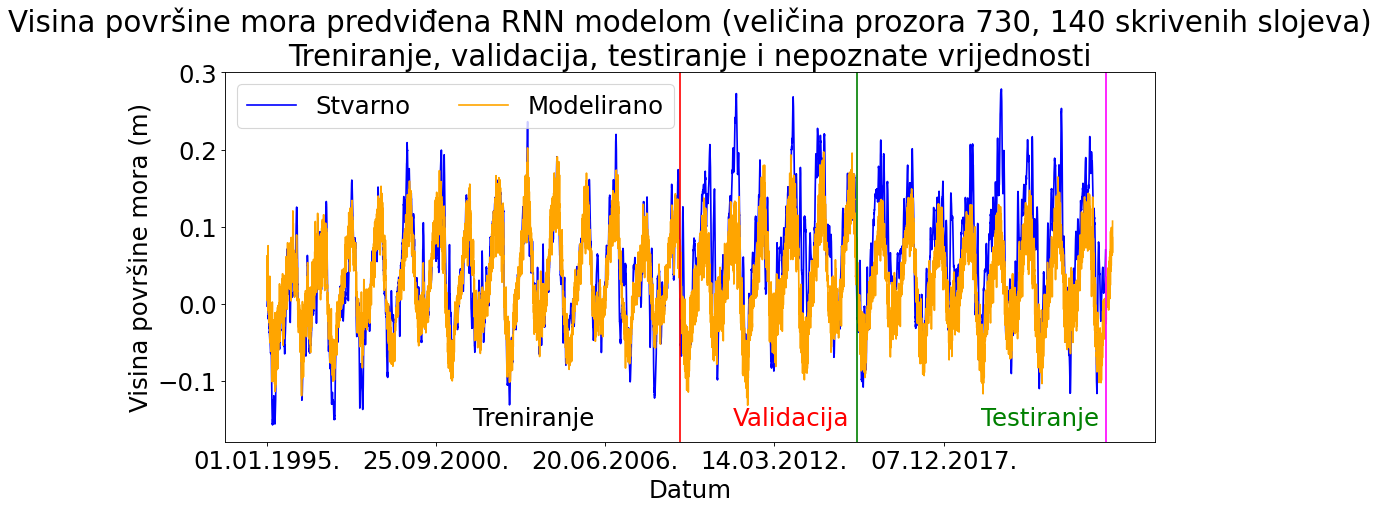 Visina površine mora predviđena RNN modelom (veličina prozora 730, 140 skrivenih slojeva)
Treniranje, validacija, testiranje i nepoznate vrijednosti
Stvarno Modelirano
Visina površine mora (m)
0.3
0.2
0.1
0.0
−0.1
Treniranje Validacija Testiranje
01.01.1995. 25.09.2000. 20.06.2006. 14.03.2012. 07.12.2017.
Datum